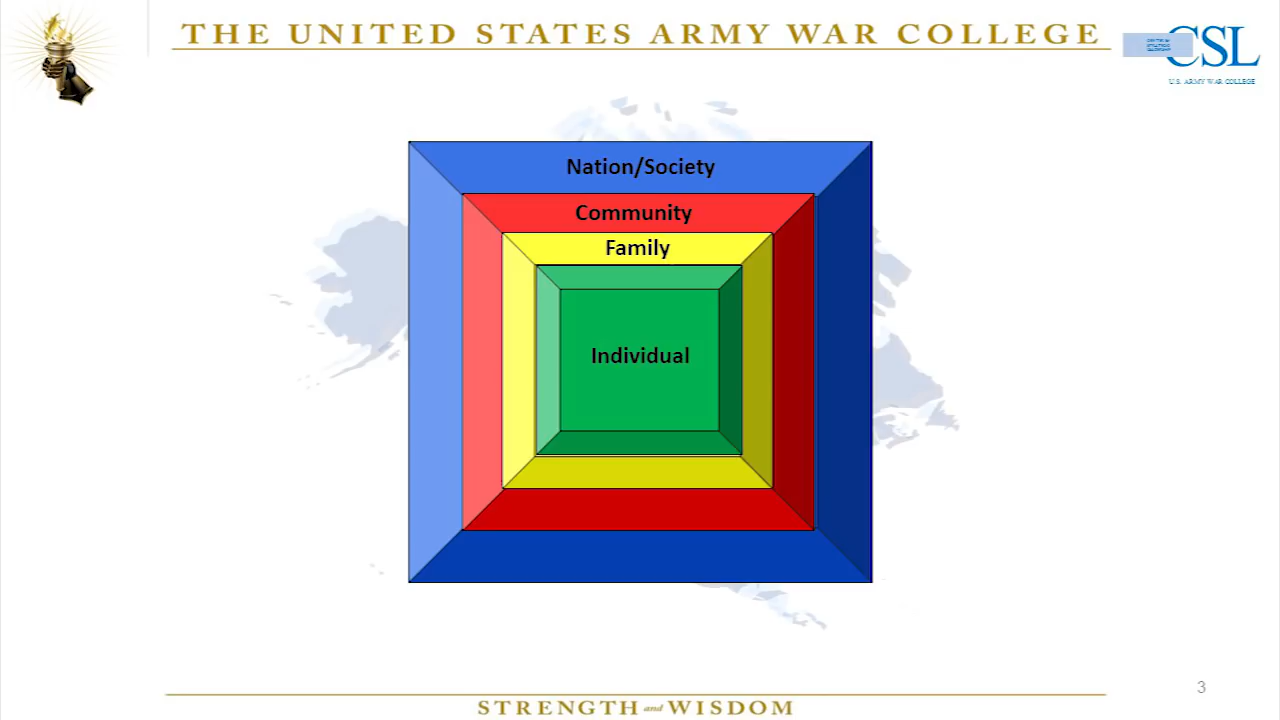 THE UNITED STATES ARMY WAR COLLEGE
CSL
U.S. ARMY WAR COLLEGE
Nation/Society
Community
Family
Individual
3
STRENGTH and WISDOM